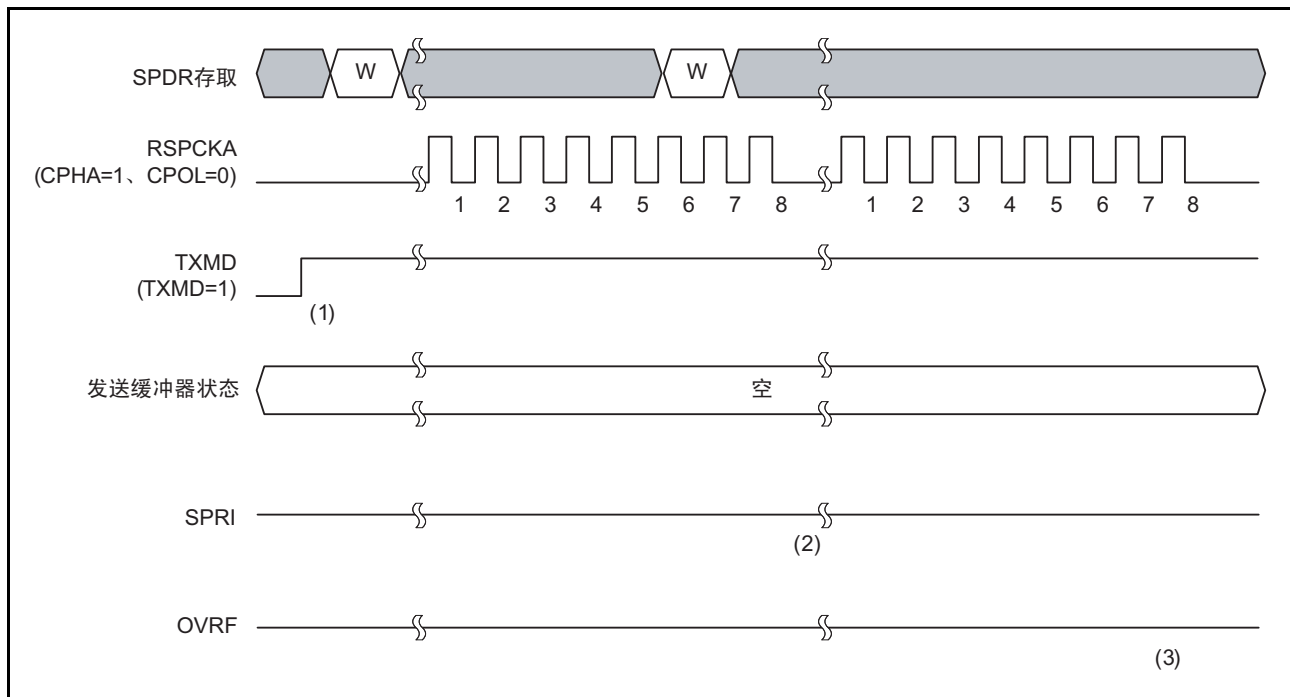 SPDR存取
W
W
RSPCKA
(CPHA=1、CPOL=0)
1 2 3 4 5 6 7 8 1 2 3 4 5 6 7 8
TXMD
(TXMD=1)
(1)
发送缓冲器状态
空
SPRI
(2)
OVRF
(3)